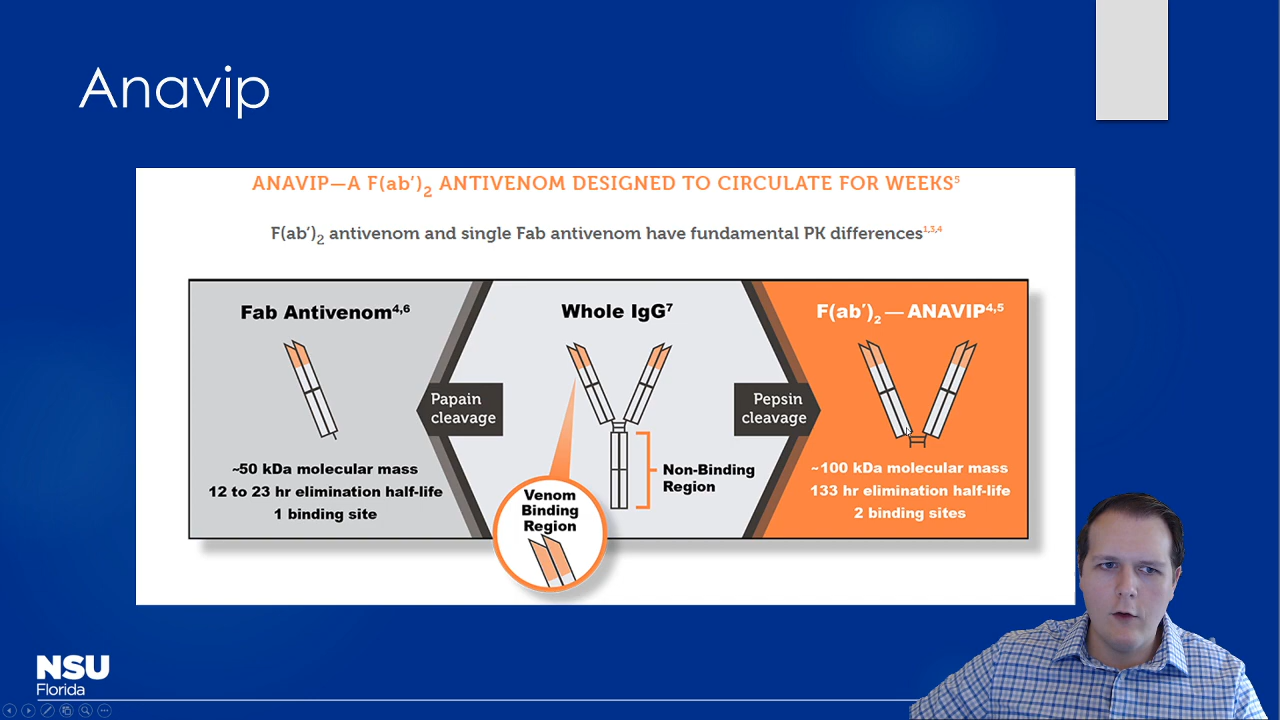 Anavip
ANAVIP—A F(ab′)₂ ANTIVENOM DESIGNED TO CIRCULATE FOR WEEKS⁵
F(ab′)₂ antivenom and single Fab antivenom have fundamental PK differences¹,³,⁴
Fab Antivenom⁴,⁶
~50 kDa molecular mass
12 to 23 hr elimination half-life
1 binding site
Papain
cleavage
Whole IgG⁷
Non-Binding
Region
Venom
Binding
Region
Pepsin
cleavage
F(ab′)₂ — ANAVIP⁴,⁵
~100 kDa molecular mass
133 hr elimination half-life
2 binding sites
NSU
Florida